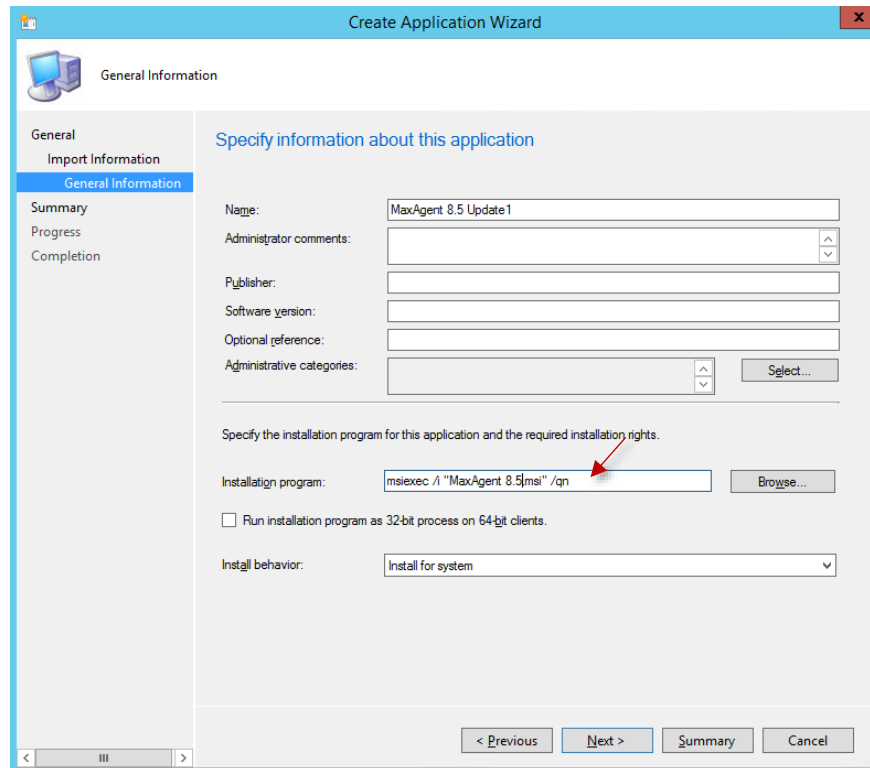 Create Application Wizard
x
General Information
General
Import Information
General Information
Summary
Progress
Completion
Specify information about this application
Name: MaxAgent 8.5 Update1
Administrator comments:
Publisher:
Software version:
Optional reference:
Administrative categories: Select...
Specify the installation program for this application and the required installation rights.
Installation program: msiexec /i "MaxAgent 8.5.msi" /qn Browse...
Run installation program as 32-bit process on 64-bit clients.
Install behavior: Install for system
< Previous Next > Summary Cancel